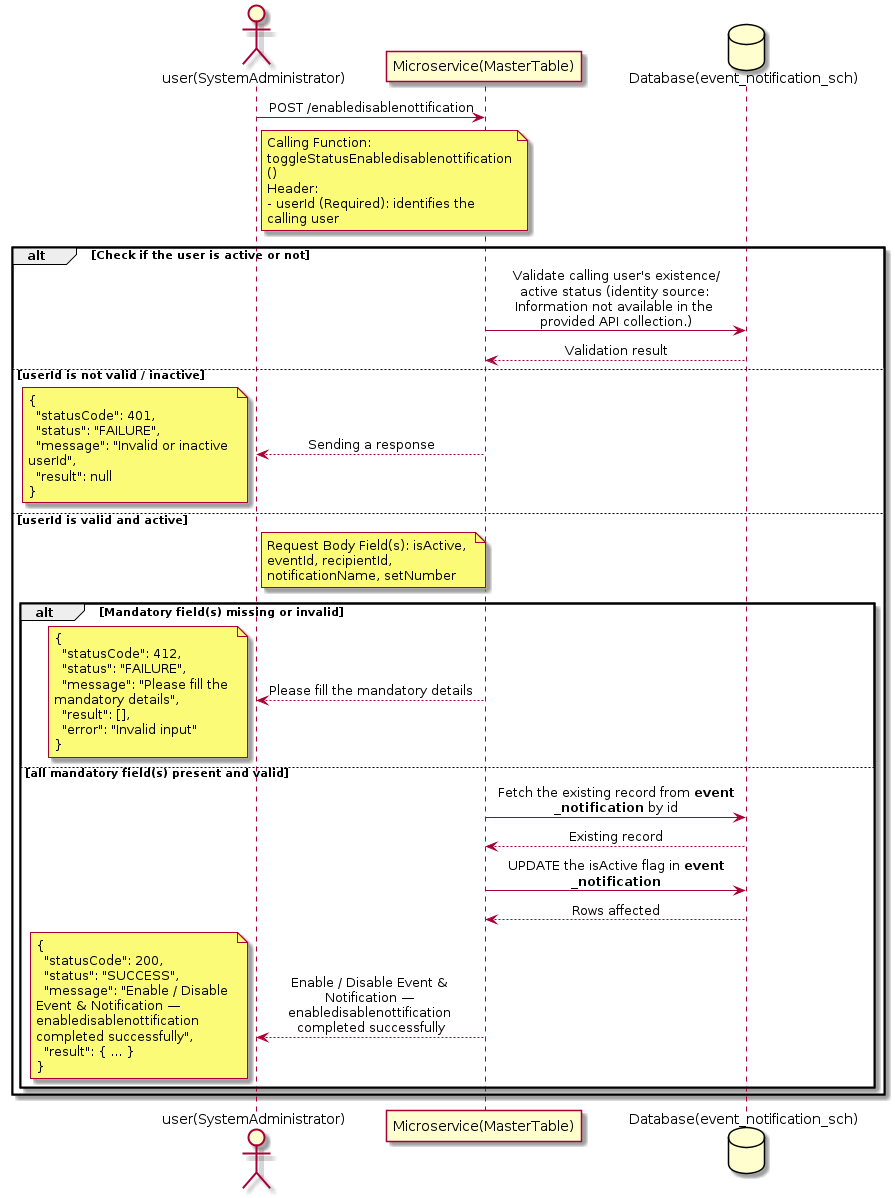 user(SystemAdministrator)
Microservice(MasterTable)
Database(event_notification_sch)
POST /enabledisablenottification
Calling Function:
toggleStatusEnabledisablenottification
()
Header:
- userId (Required): identifies the
calling user
alt
[Check if the user is active or not]
Validate calling user's existence/
active status (identity source:
Information not available in the
provided API collection.)
Validation result
[userId is not valid / inactive]
{
"statusCode": 401,
"status": "FAILURE",
"message": "Invalid or inactive
userId",
"result": null
}
Sending a response
[userId is valid and active]
Request Body Field(s): isActive,
eventId, recipientId,
notificationName, setNumber
alt
[Mandatory field(s) missing or invalid]
{
"statusCode": 412,
"status": "FAILURE",
"message": "Please fill the
mandatory details",
"result": [],
"error": "Invalid input"
}
Please fill the mandatory details
[all mandatory field(s) present and valid]
Fetch the existing record from event
_notification by id
Existing record
UPDATE the isActive flag in event
_notification
Rows affected
{
"statusCode": 200,
"status": "SUCCESS",
"message": "Enable / Disable
Event & Notification —
enabledisablenottification
completed successfully",
"result": { ... }
}
Enable / Disable Event &
Notification —
enabledisablenottification
completed successfully
user(SystemAdministrator)
Microservice(MasterTable)
Database(event_notification_sch)